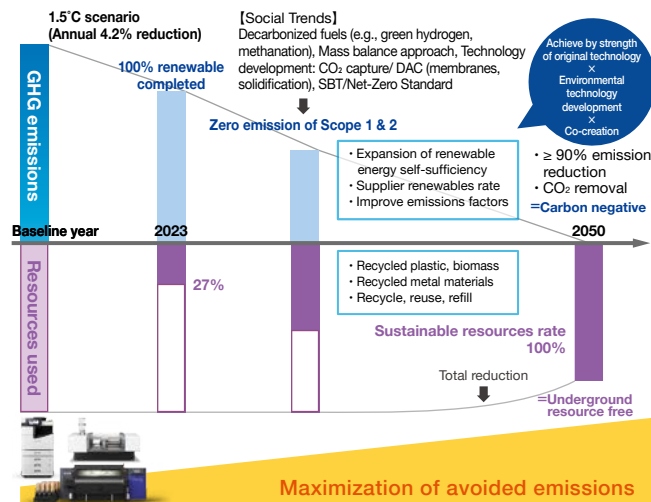 1.5°C scenario
(Annual 4.2% reduction)
【Social Trends】
Decarbonized fuels (e.g., green hydrogen,
methanation), Mass balance approach, Technology
development: CO₂ capture/ DAC (membranes,
solidification), SBT/Net-Zero Standard
Achieve by strength
of original technology
×
Environmental
technology
development
×
Co-creation
GHG emissions
100% renewable
completed
Zero emission of Scope 1 & 2
・Expansion of renewable
energy self-sufficiency
・Supplier renewables rate
・Improve emissions factors
・≥ 90% emission
reduction
・CO₂ removal
=Carbon negative
Baseline year
2023
2050
Resources used
27%
・Recycled plastic, biomass
・Recycled metal materials
・Recycle, reuse, refill
Sustainable resources rate
100%
Total reduction
=Underground
resource free
Maximization of avoided emissions